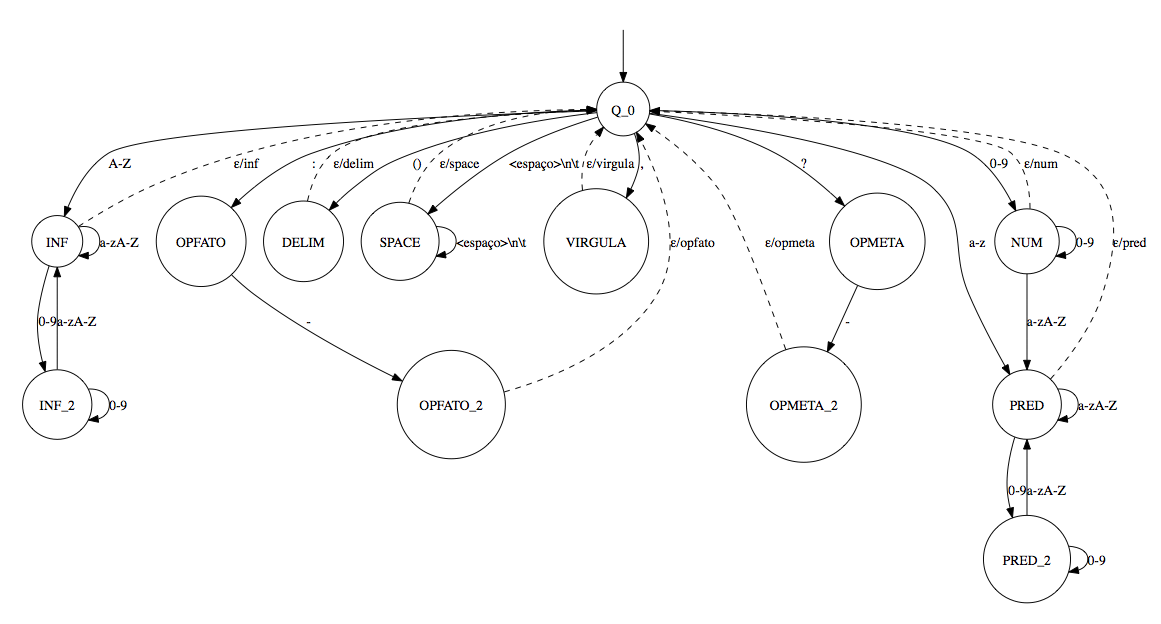 Q_0
A-Z
ε/inf
:
ε/delim
()
ε/space
<espaço>\n\t
ε/virgula
,
?
0-9
ε/num
INF
a-zA-Z
OPFATO
DELIM
SPACE
<espaço>\n\t
VIRGULA
ε/opfato
ε/opmeta
OPMETA
a-z
NUM
0-9
ε/pred
0-9
a-zA-Z
-
-
a-zA-Z
INF_2
0-9
OPFATO_2
OPMETA_2
PRED
a-zA-Z
0-9
a-zA-Z
PRED_2
0-9